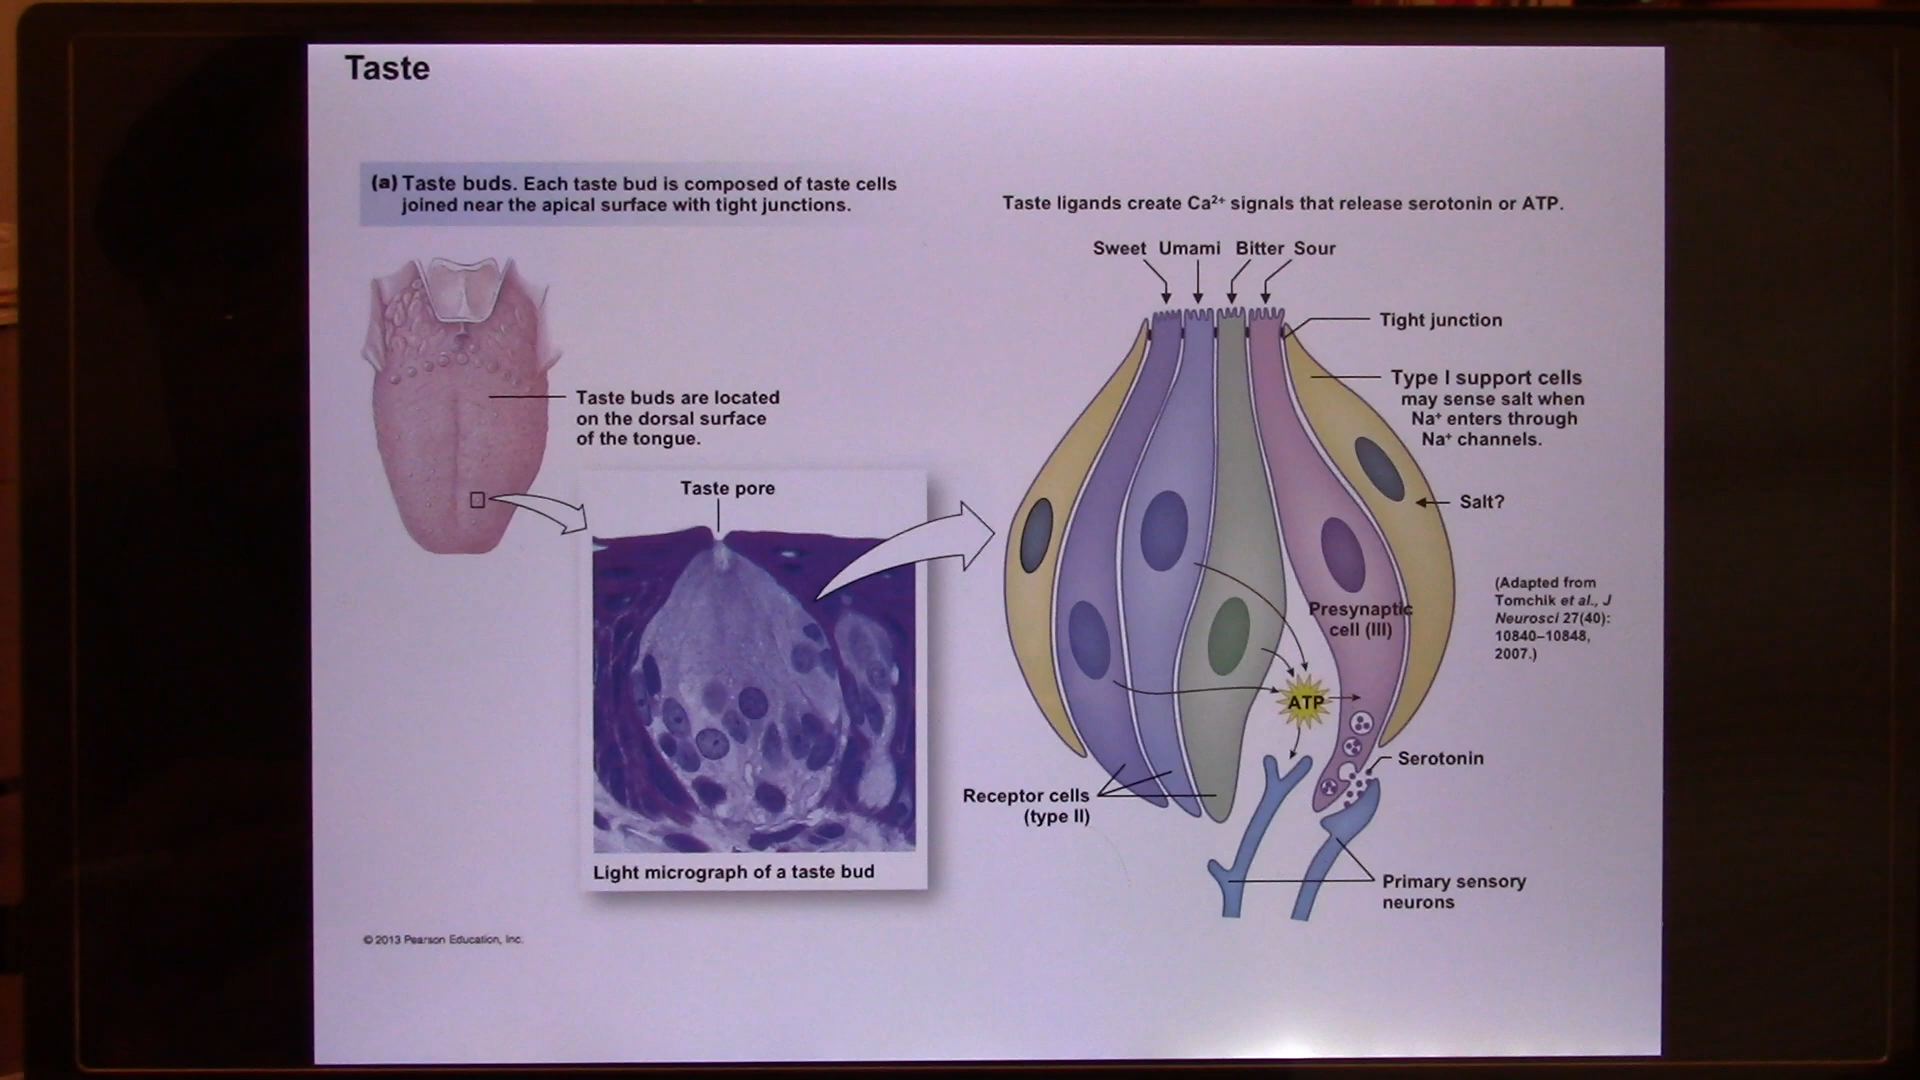 Taste
(a) Taste buds. Each taste bud is composed of taste cells
joined near the apical surface with tight junctions.
Taste ligands create Ca²⁺ signals that release serotonin or ATP.
Sweet Umami Bitter Sour
Tight junction
Type I support cells
may sense salt when
Na⁺ enters through
Na⁺ channels.
Taste buds are located
on the dorsal surface
of the tongue.
Taste pore
Salt?
(Adapted from
Tomchik et al., J
Neurosci 27(40):
10840–10848,
2007.)
Presynaptic
cell (III)
ATP
Serotonin
Receptor cells
(type II)
Light micrograph of a taste bud
Primary sensory
neurons
© 2013 Pearson Education, Inc.